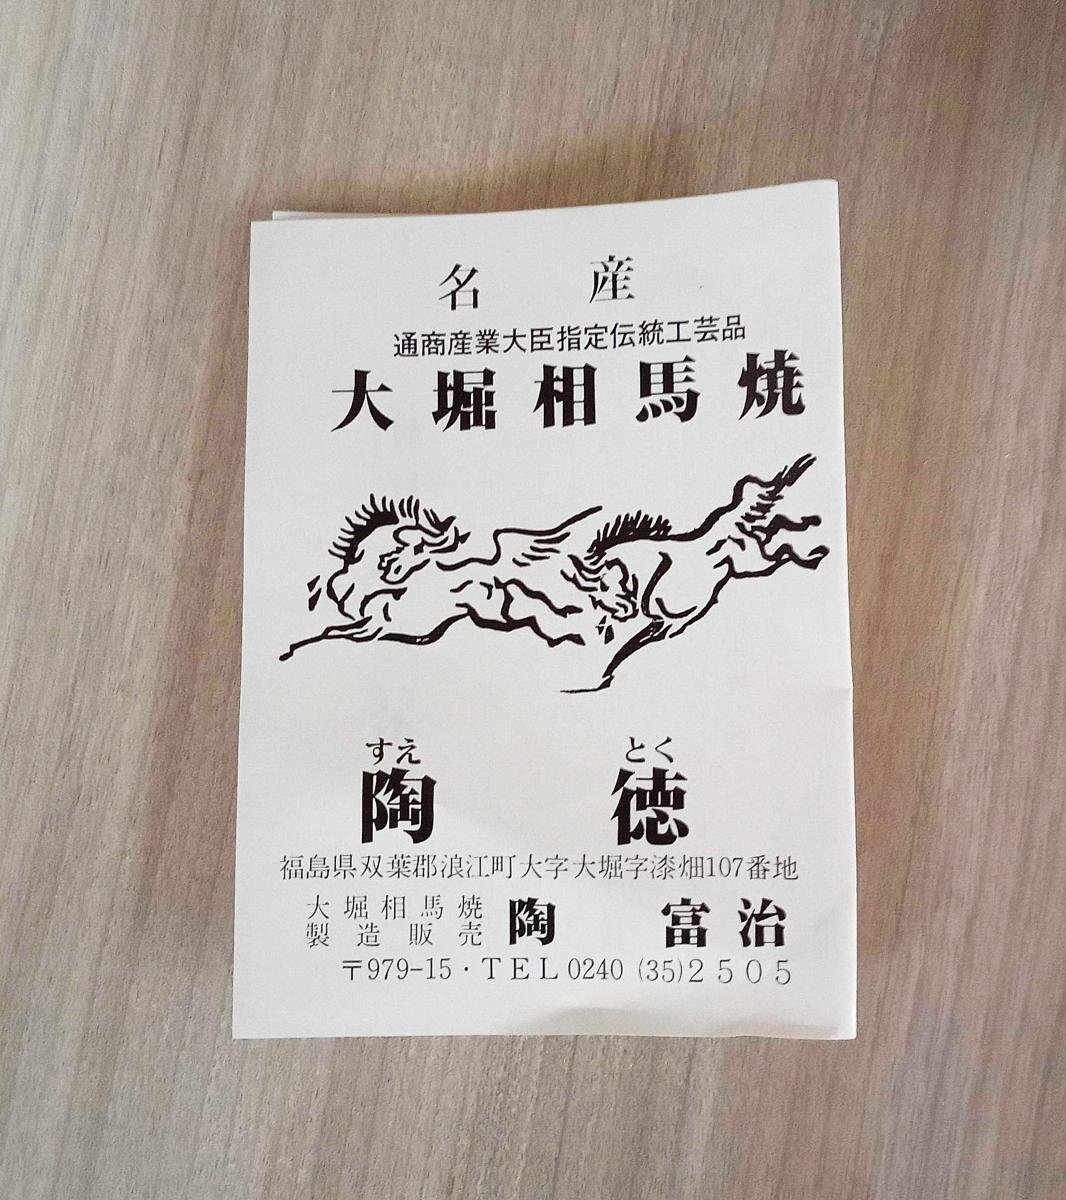 名 産
通商産業大臣指定伝統工芸品
大堀相馬焼
すえ とく
陶 徳
福島県双葉郡浪江町大字大堀字漆畑107番地
大堀相馬焼
製造販売 陶 富治
〒979-15・TEL 0240 (35)2505